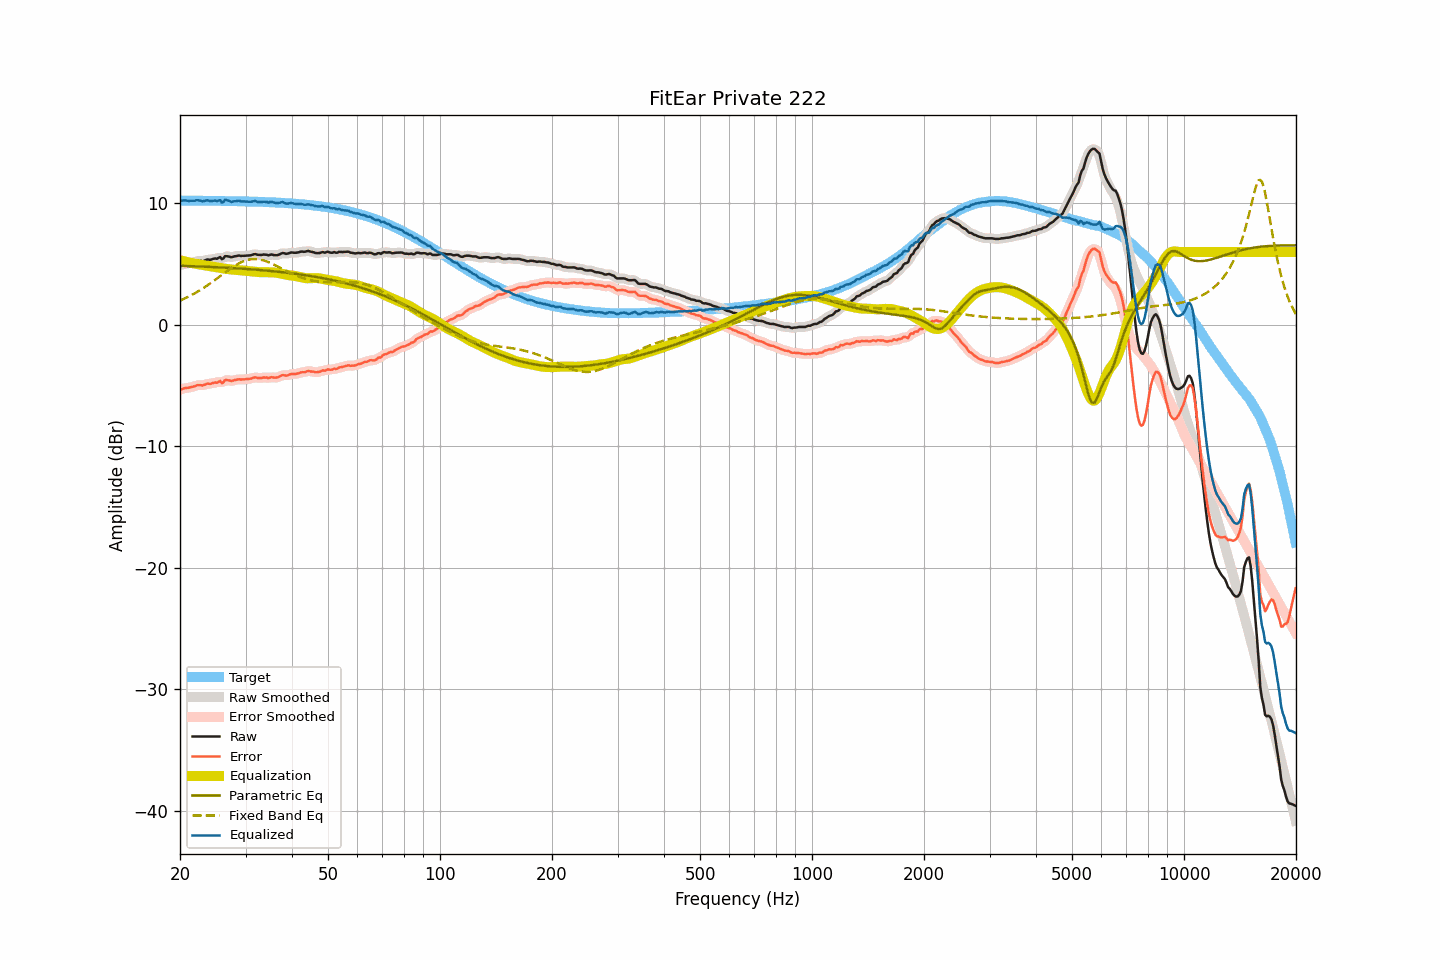 FitEar Private 222
Amplitude (dBr)
10
0
−10
−20
−30
−40
Target
Raw Smoothed
Error Smoothed
Raw
Error
Equalization
Parametric Eq
Fixed Band Eq
Equalized
20 50 100 200 500 1000 2000 5000 10000 20000
Frequency (Hz)